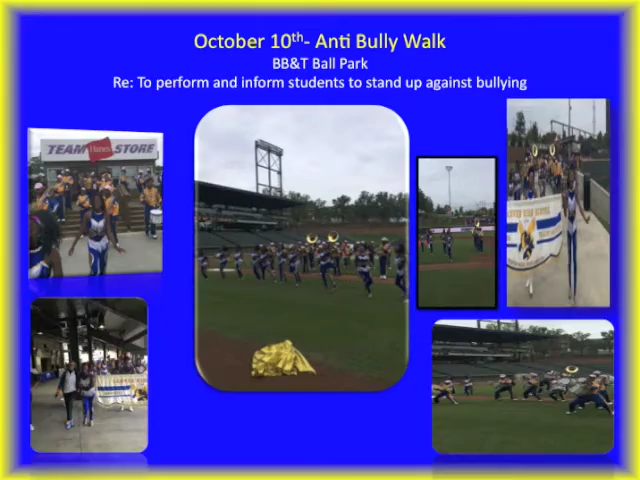 October 10th- Anti Bully Walk
BB&T Ball Park
Re: To perform and inform students to stand up against bullying
TEAM Hanes STORE